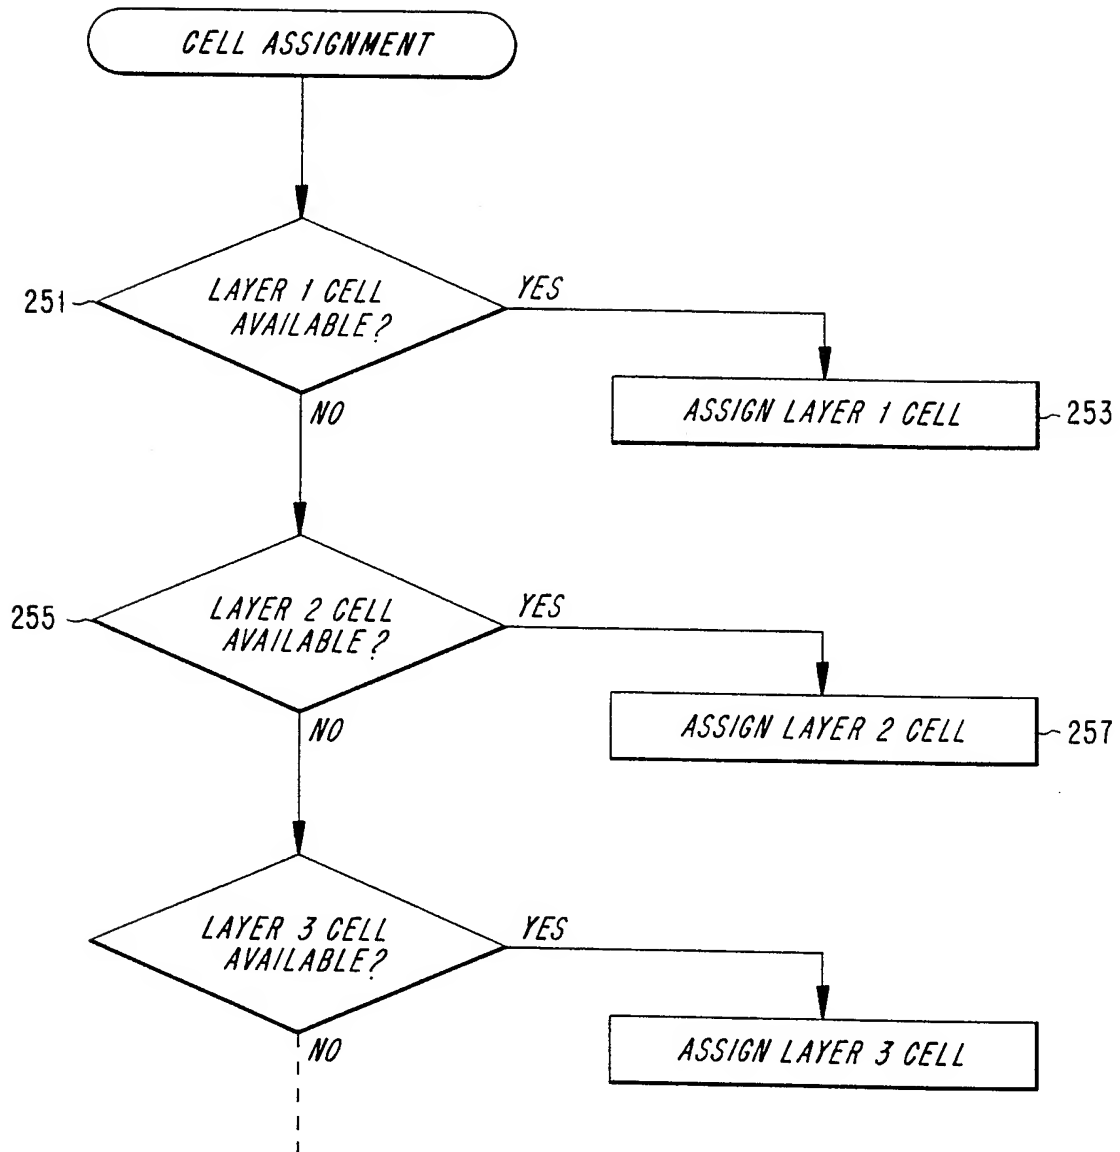 CELL ASSIGNMENT
251
LAYER 1 CELL
AVAILABLE?
YES
NO
ASSIGN LAYER 1 CELL
253
255
LAYER 2 CELL
AVAILABLE?
YES
NO
ASSIGN LAYER 2 CELL
257
LAYER 3 CELL
AVAILABLE?
YES
NO
ASSIGN LAYER 3 CELL